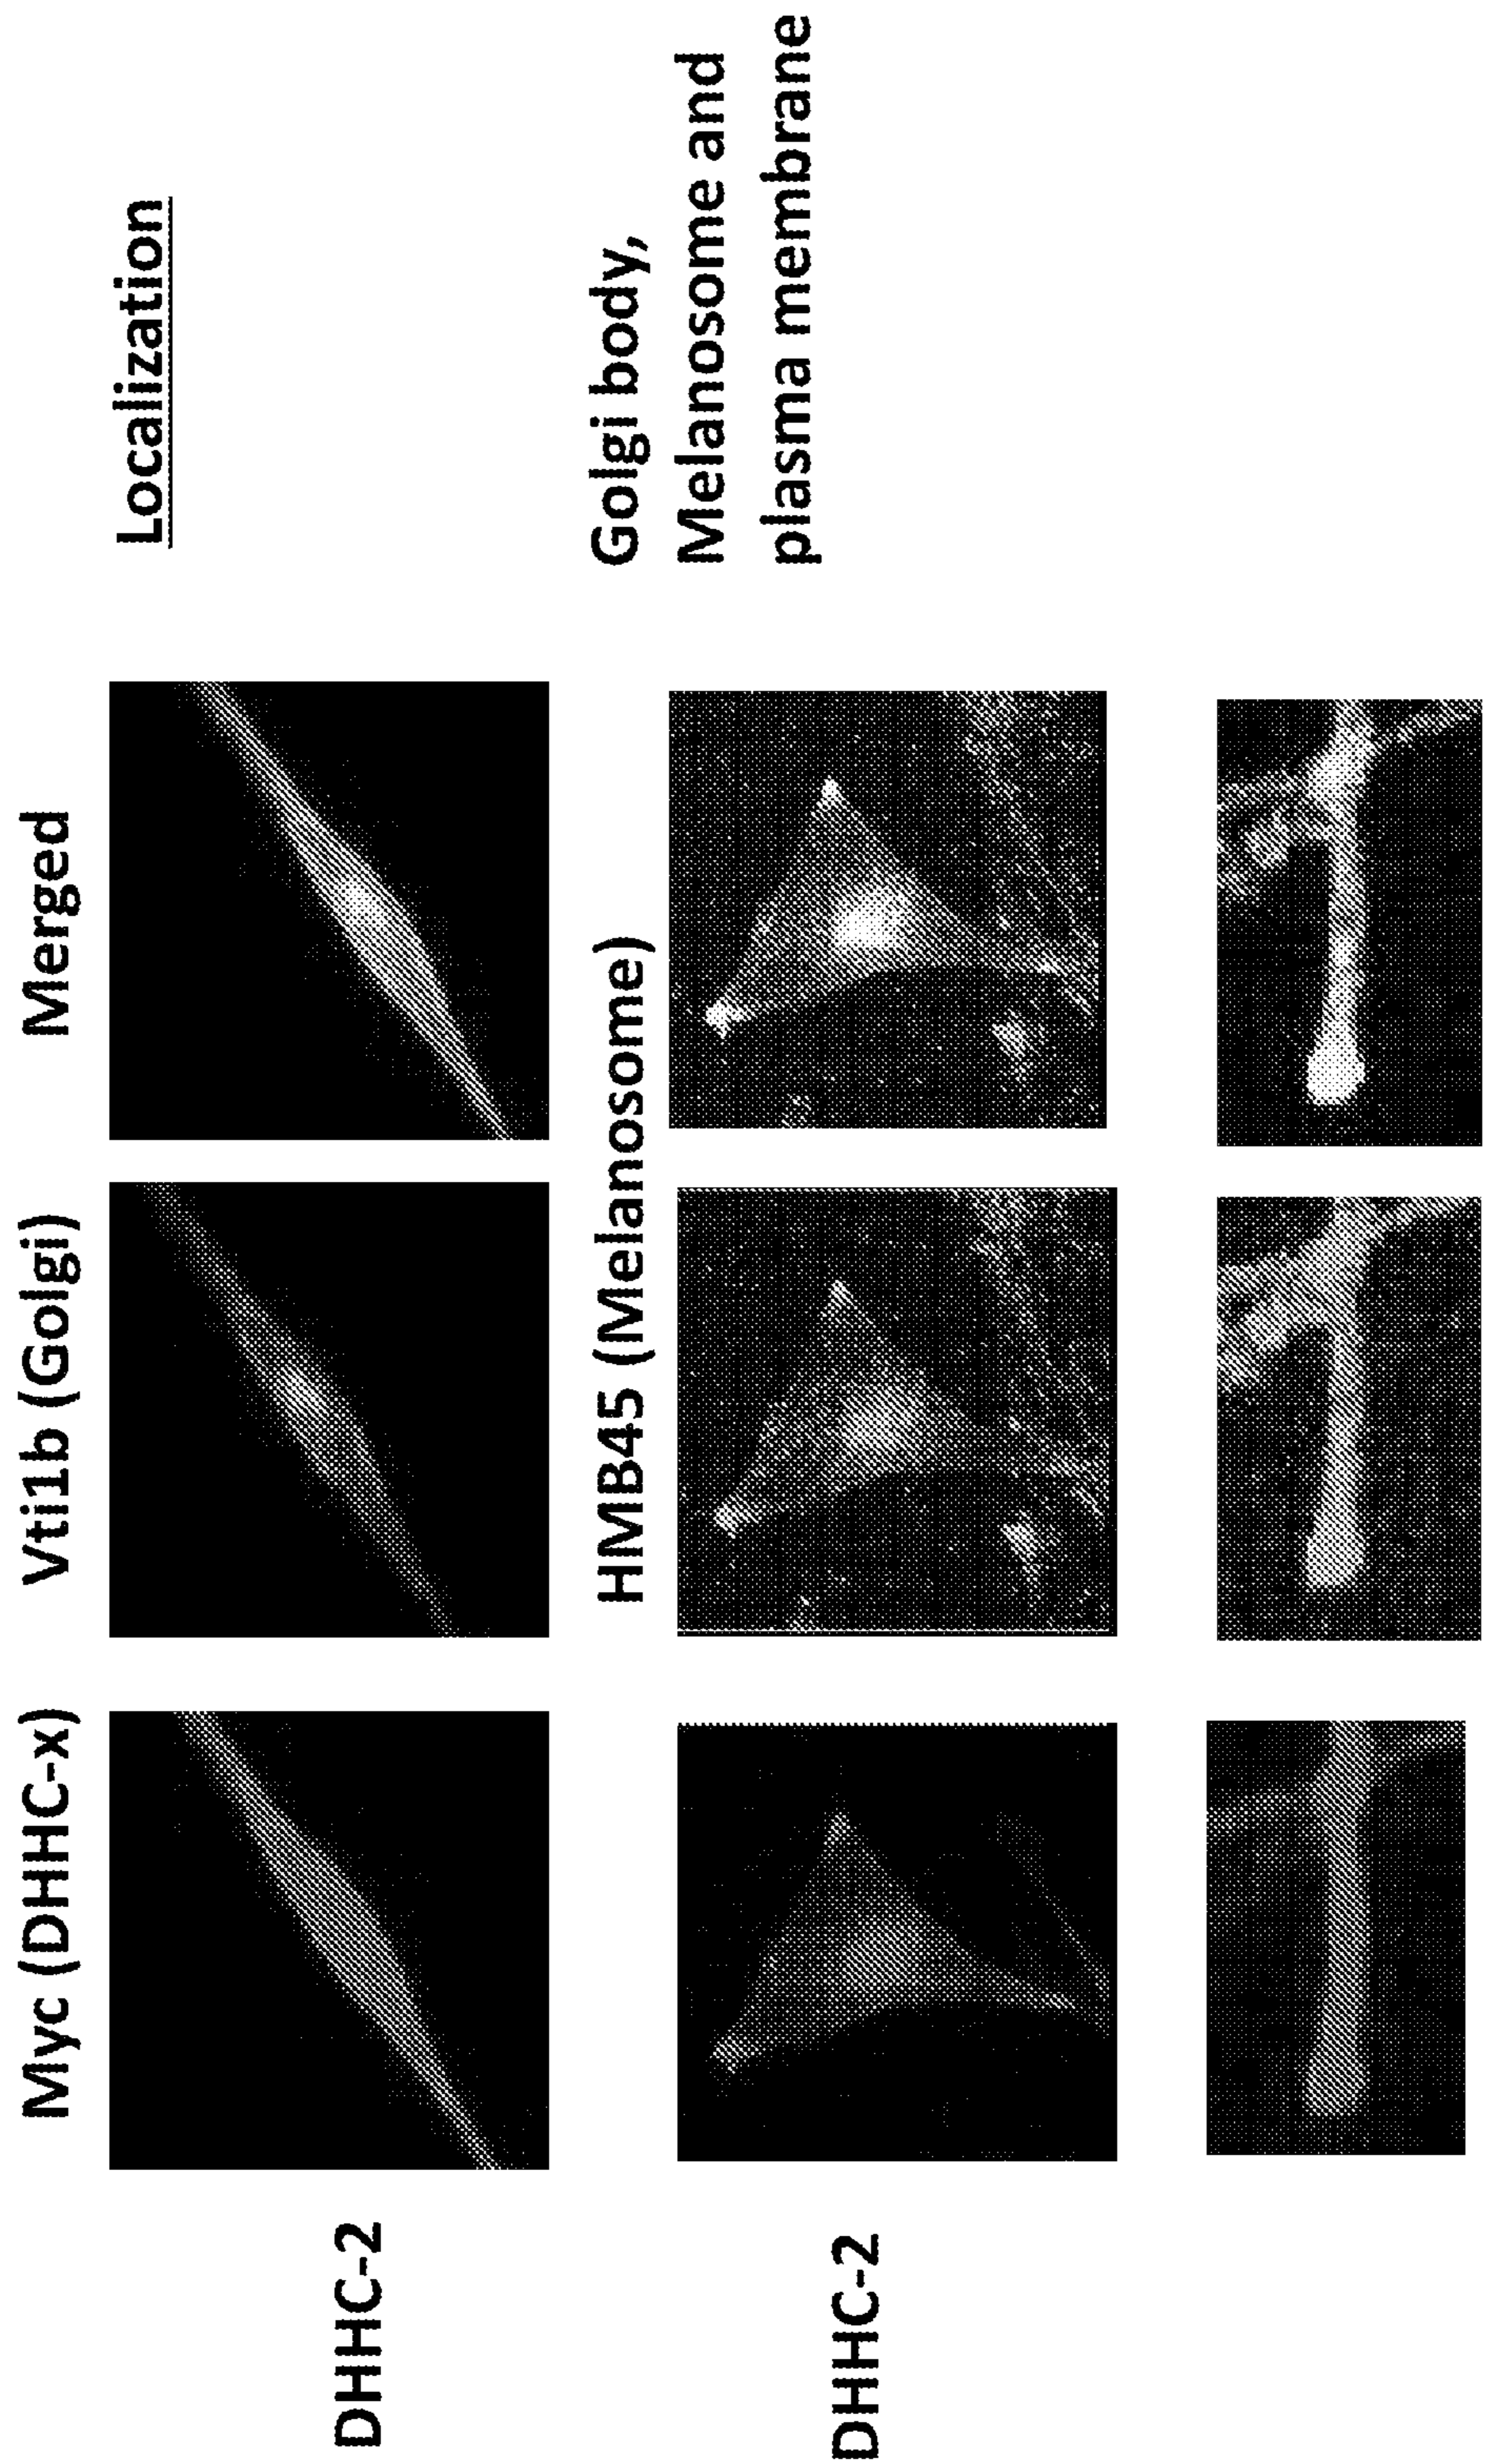 Myc (DHHC-x)
Vti1b (Golgi)
Merged
Localization
DHHC-2
HMB45 (Melanosome)
Golgi body,
Melanosome and
plasma membrane
DHHC-2